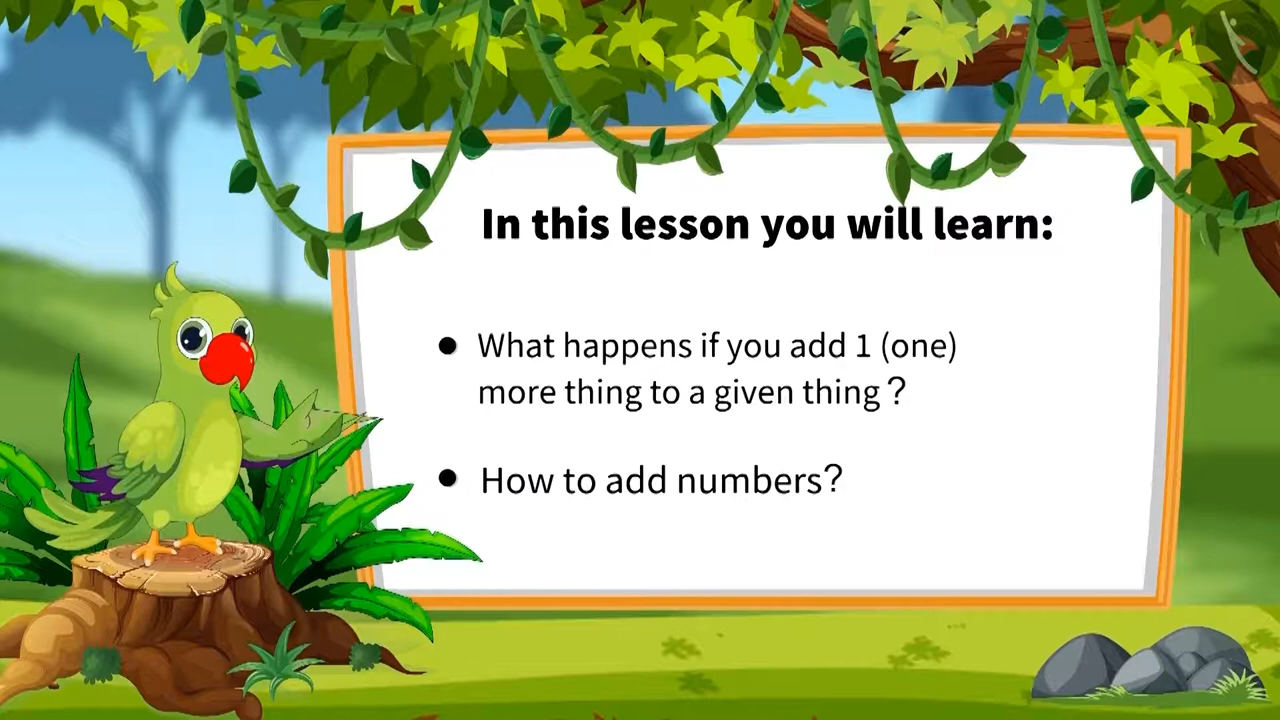 In this lesson you will learn:
● What happens if you add 1 (one)
more thing to a given thing ?
● How to add numbers?